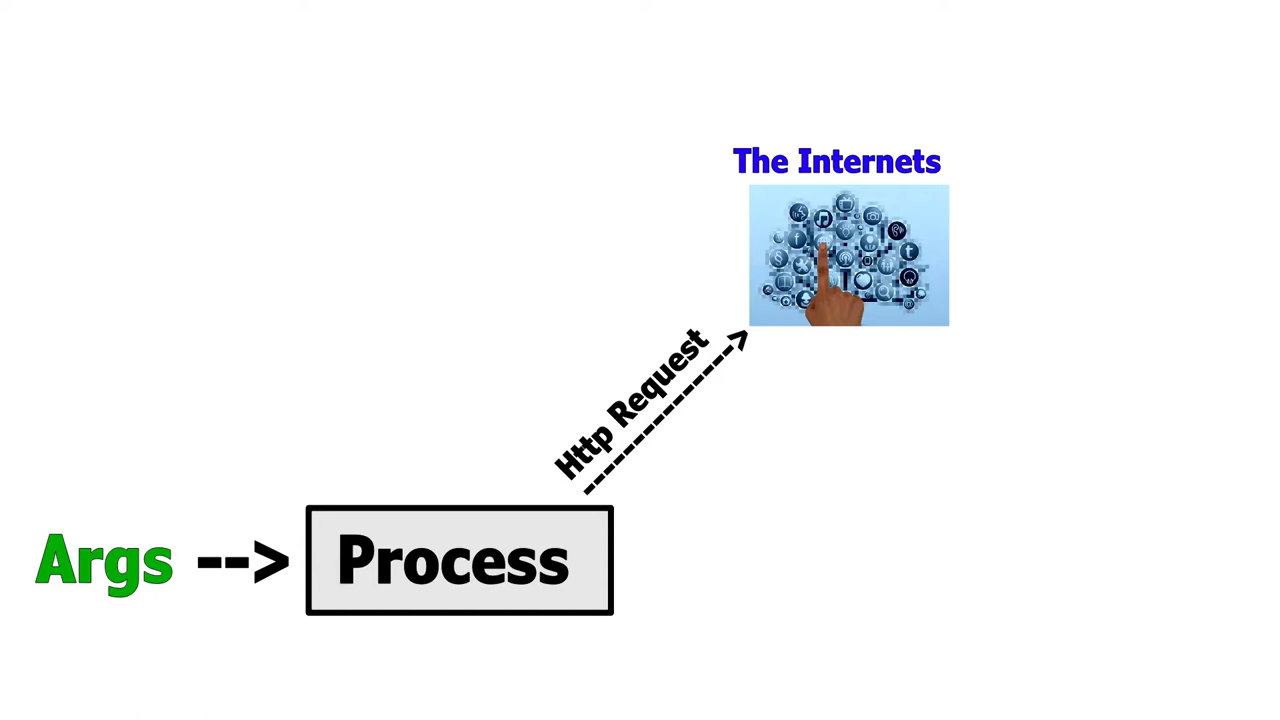 The Internets
Http Request
Args --> Process